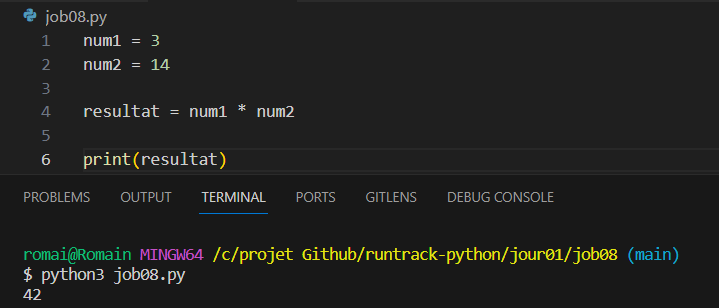 job08.py
1 num1 = 3
2 num2 = 14
3
4 resultat = num1 * num2
5
6 print(resultat)
PROBLEMS OUTPUT TERMINAL PORTS GITLENS DEBUG CONSOLE
romai@Romain MINGW64 /c/projet Github/runtrack-python/jour01/job08 (main)
$ python3 job08.py
42